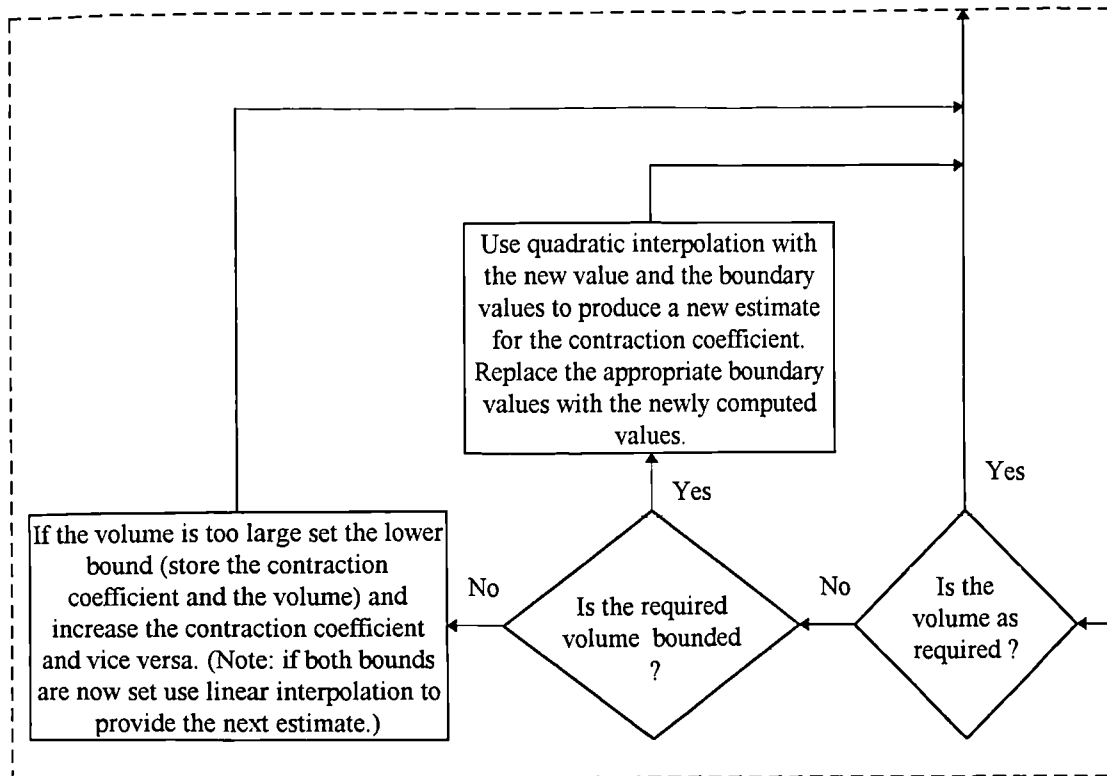 Use quadratic interpolation with
the new value and the boundary
values to produce a new estimate
for the contraction coefficient.
Replace the appropriate boundary
values with the newly computed
values.
Yes
Yes
If the volume is too large set the lower
bound (store the contraction
coefficient and the volume) and
increase the contraction coefficient
and vice versa. (Note: if both bounds
are now set use linear interpolation to
provide the next estimate.)
No
Is the required
volume bounded
?
No
Is the
volume as
required ?